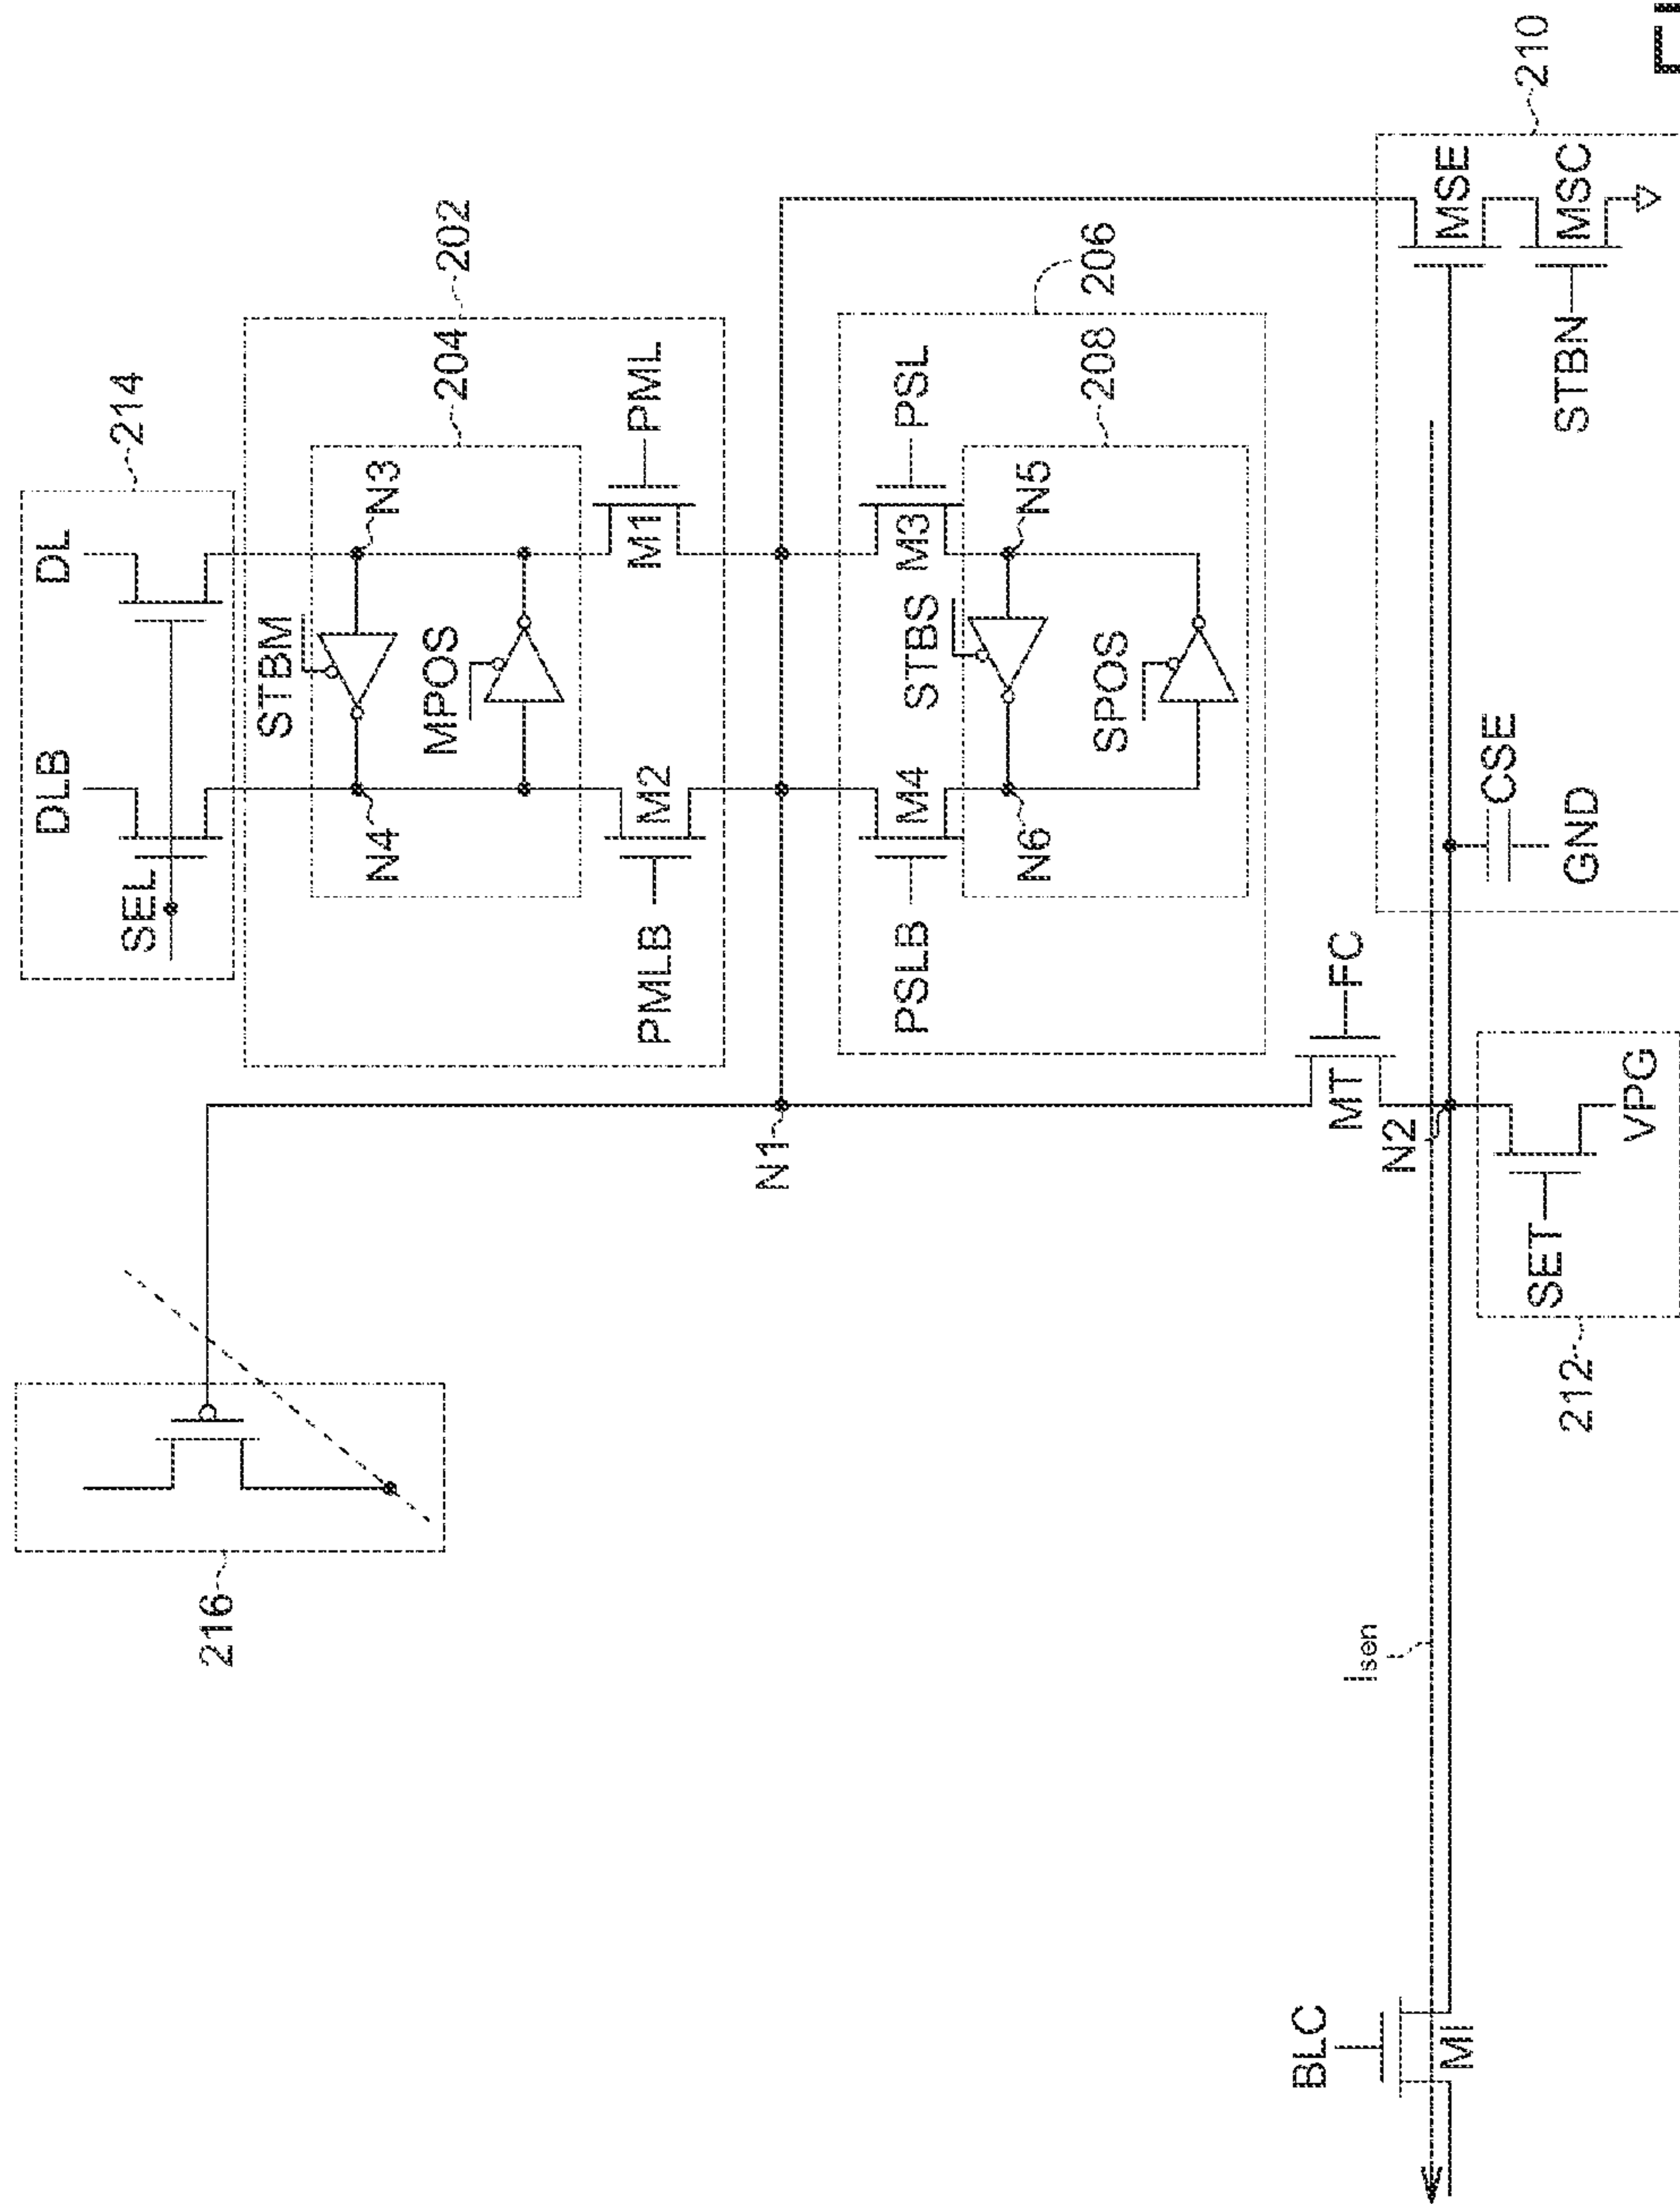 DLB
DL
214
SEL
216
202
204
STBM
N3
N4
MPOS
PMLB
M2
M1
PML
N1
206
PSLB
M4
M3
PSL
208
STBS
N5
N6
SPOS
BLC
MI
Isen
MT
FC
N2
SET
VPG
212
CSE
GND
STBN
MSE
MSC
210